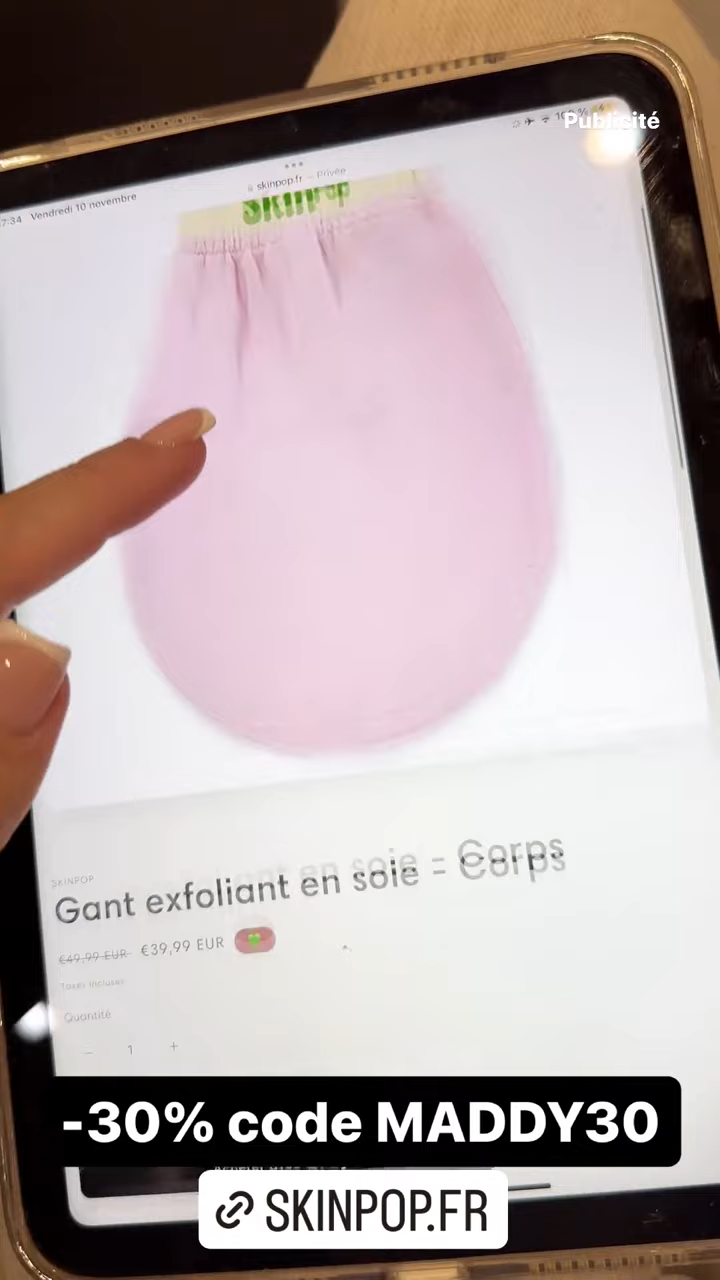 Publicité
7:34 Vendredi 10 novembre
skinpop.fr — Privée
skinpop
SKINPOP
Gant exfoliant en soie = Corps
€49,99 EUR €39,99 EUR
Taxes incluses
Quantité
− 1 +
-30% code MADDY30
SKINPOP.FR